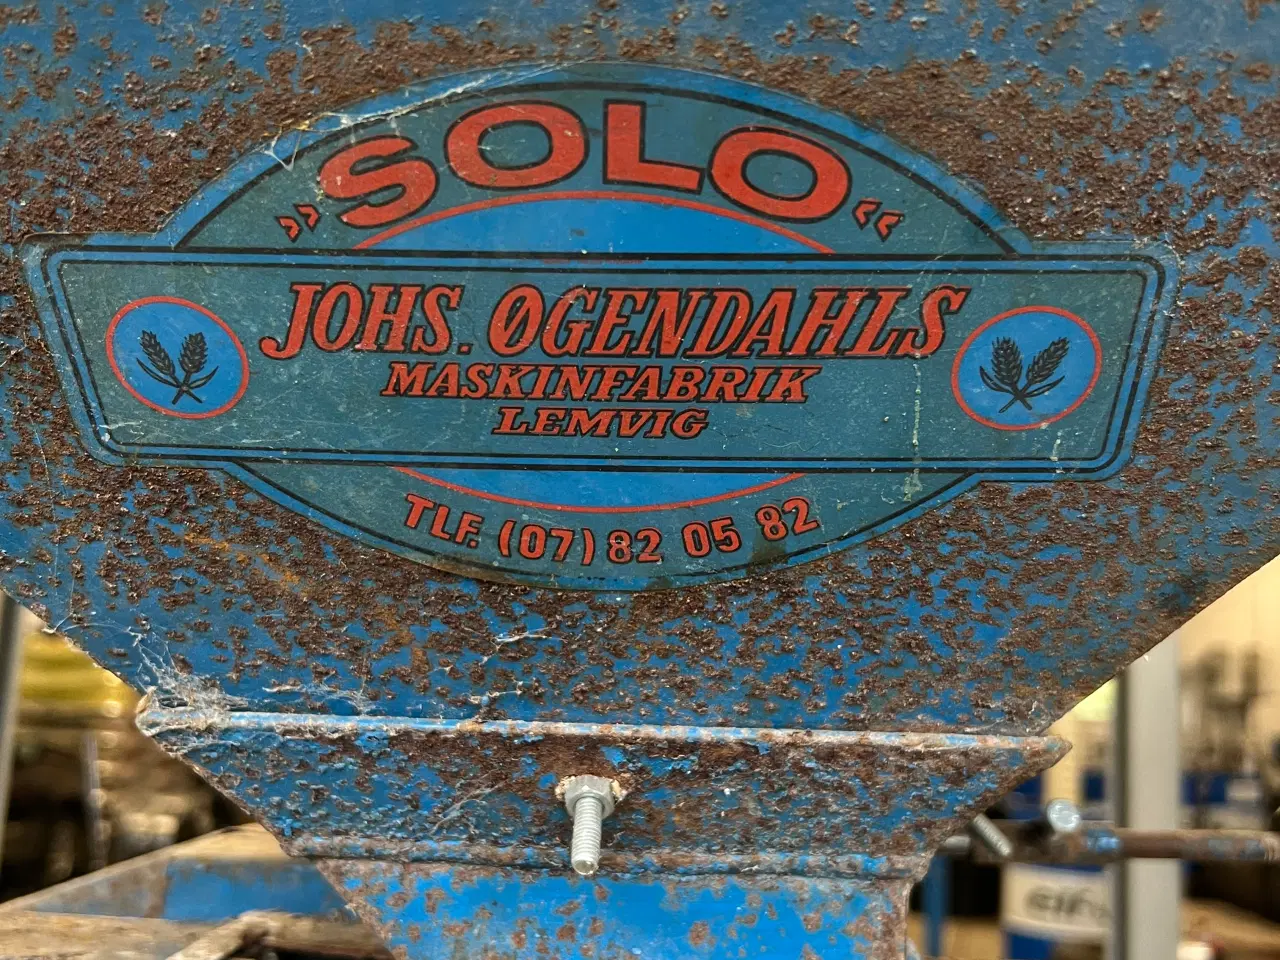 »SOLO«
JOHS. ØGENDAHLS
MASKINFABRIK
LEMVIG
TLF. (07) 82 05 82